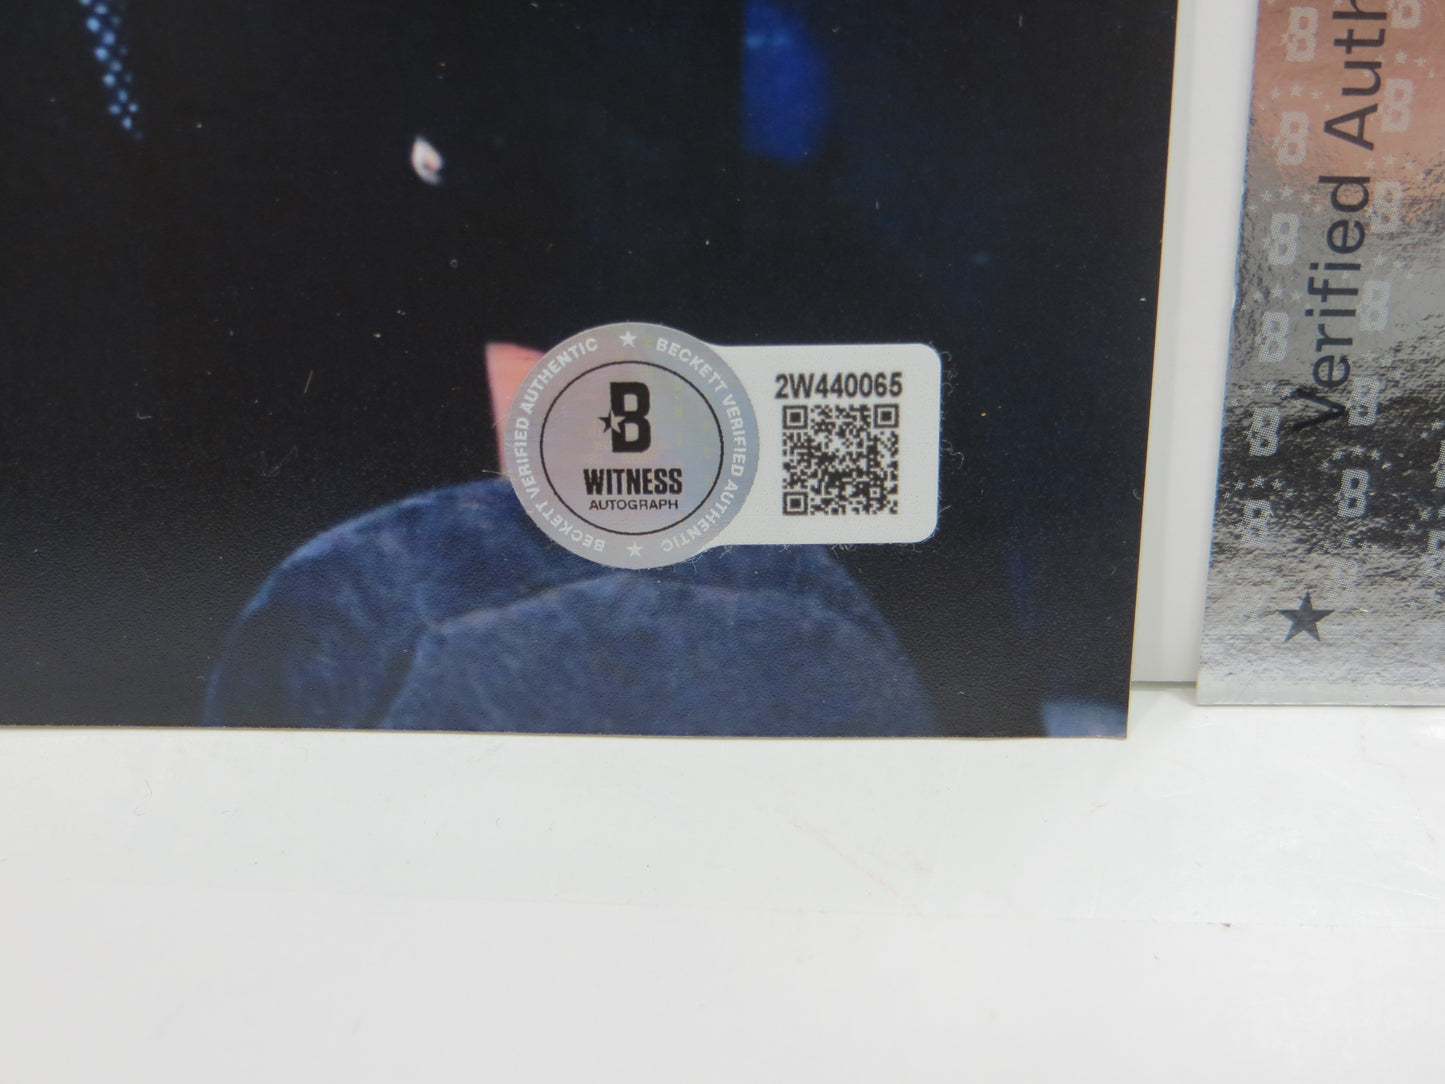 BECKETT VERIFIED AUTHENTIC ★ BECKETT VERIFIED AUTHENTIC ★
B
WITNESS
AUTOGRAPH
2W440065
Verified Auth